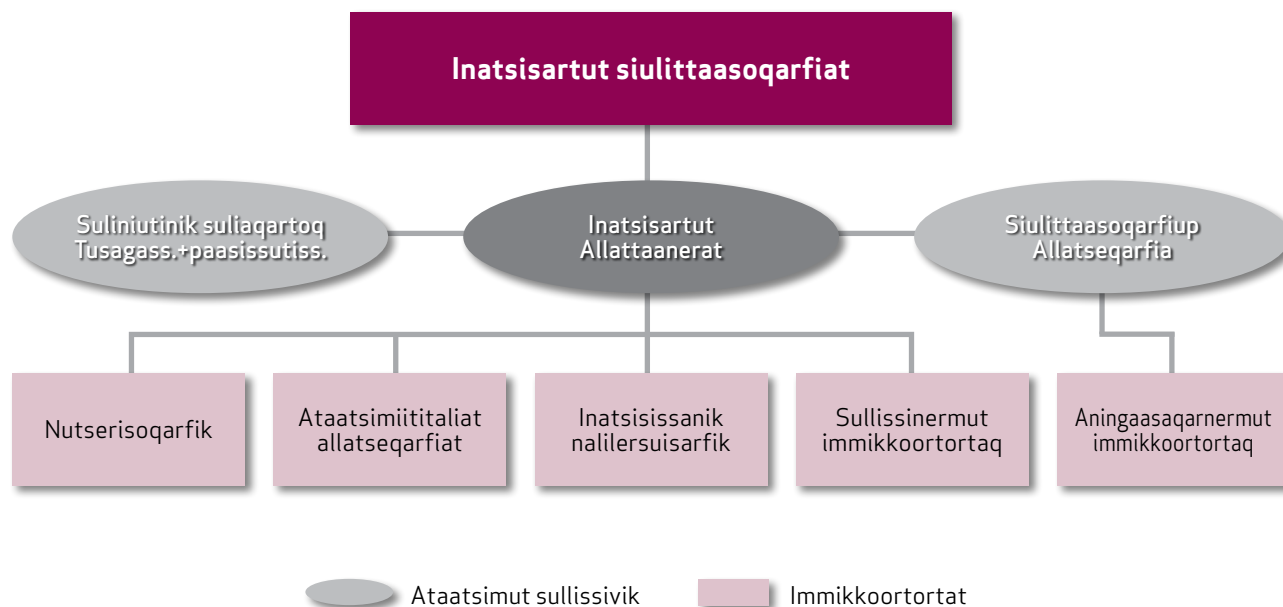 Inatsisartut siulittaasoqarfiat
Suliniutinik suliaqartoq
Tusagass.+paasissutiss.
Inatsisartut
Allattaanerat
Siulittaasoqarfiup
Allatseqarfia
Nutserisoqarfik
Ataatsimiititaliat
allatseqarfiat
Inatsisissanik
nalilersuisarfik
Sullissinermut
immikkoortortaq
Aningaasaqarnermut
immikkoortortaq
Ataatsimut sullissivik
Immikkoortortat